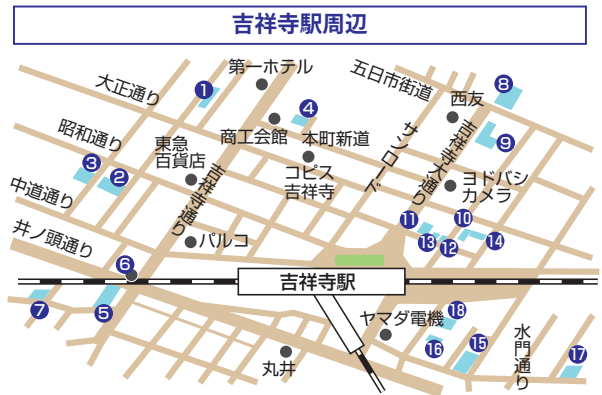 吉祥寺駅周辺
第一ホテル
五日市街道
大正通り
1
8
西友
4
昭和通り
商工会館
本町新道
サンロード
吉祥寺大通り
9
東急
百貨店
コピス
吉祥寺
3
2
吉祥寺通り
ヨドバシ
カメラ
中道通り
11
10
井ノ頭通り
パルコ
13
12
14
6
吉祥寺駅
7
5
18
ヤマダ電機
水門通り
16
15
17
丸井